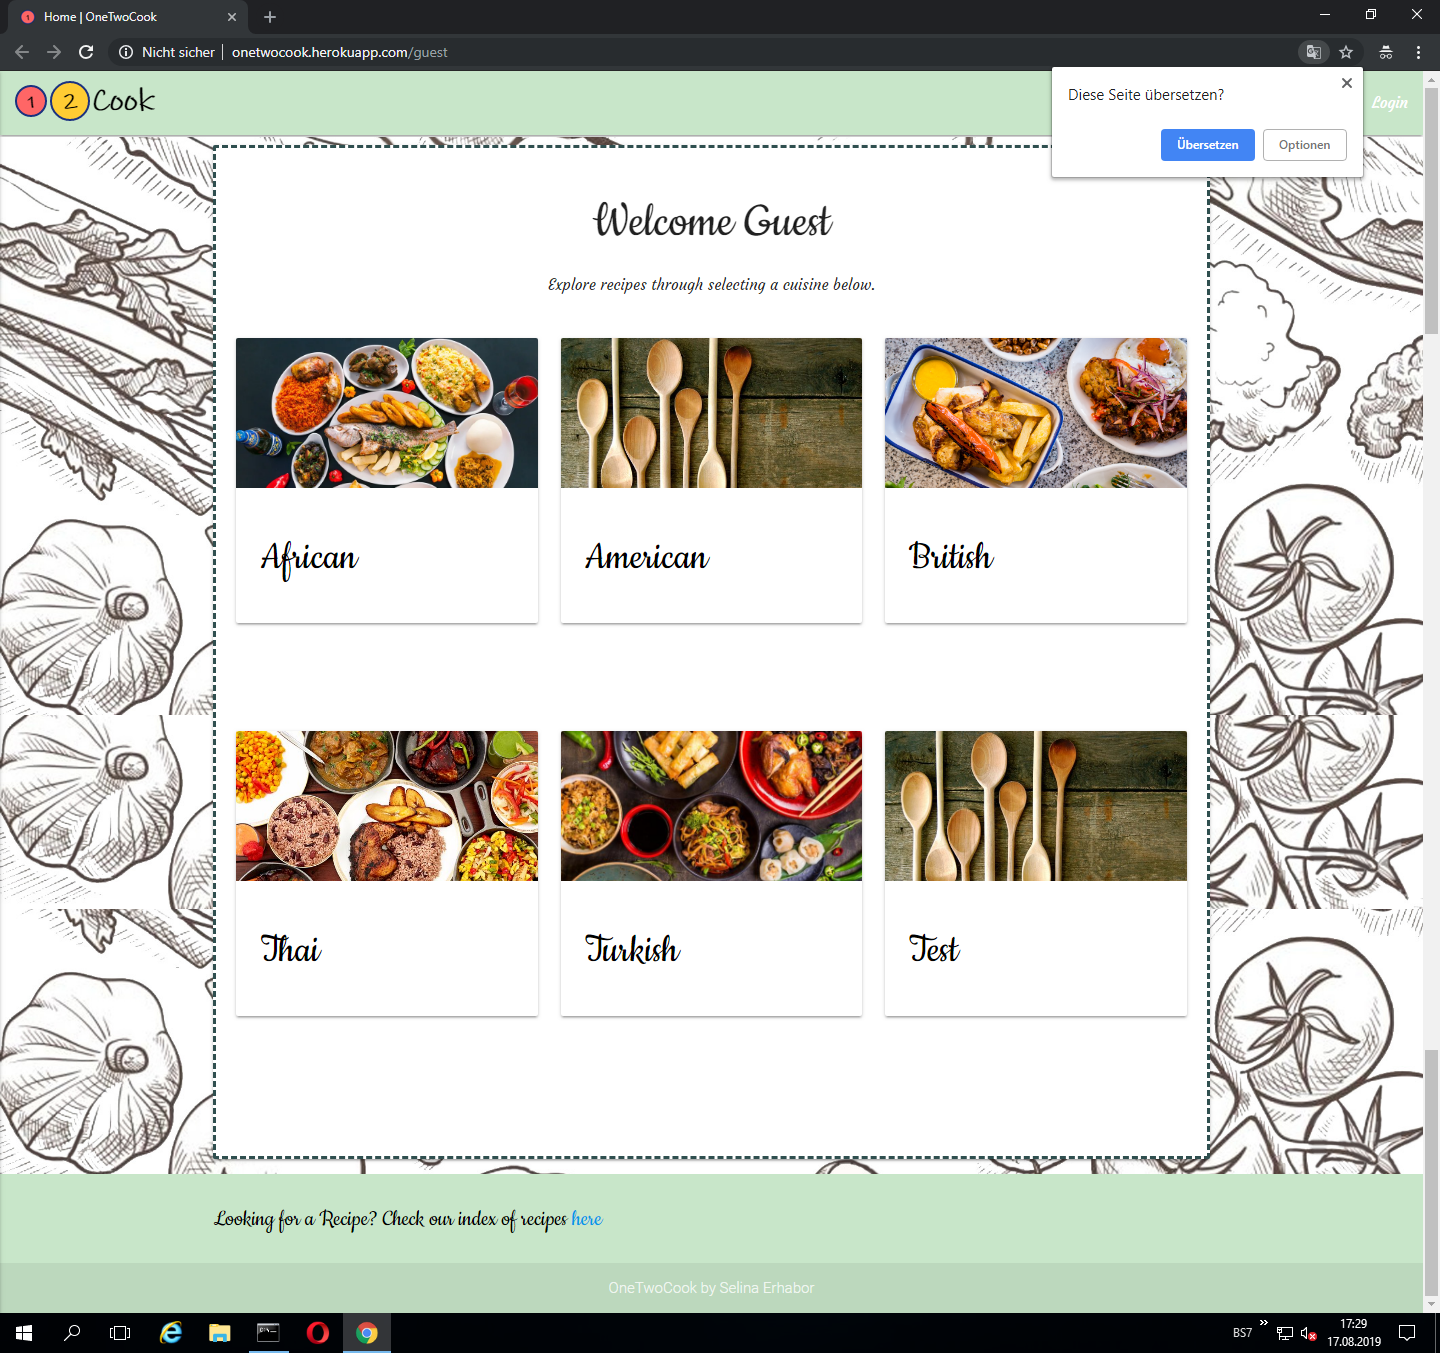 Home | OneTwoCook
Nicht sicher | onetwocook.herokuapp.com/guest
1 2 Cook
Login
Diese Seite übersetzen?
Übersetzen Optionen
Welcome Guest
Explore recipes through selecting a cuisine below.
African American British
Thai Turkish Test
Looking for a Recipe? Check our index of recipes here
OneTwoCook by Selina Erhabor
BS7
17:29
17.08.2019